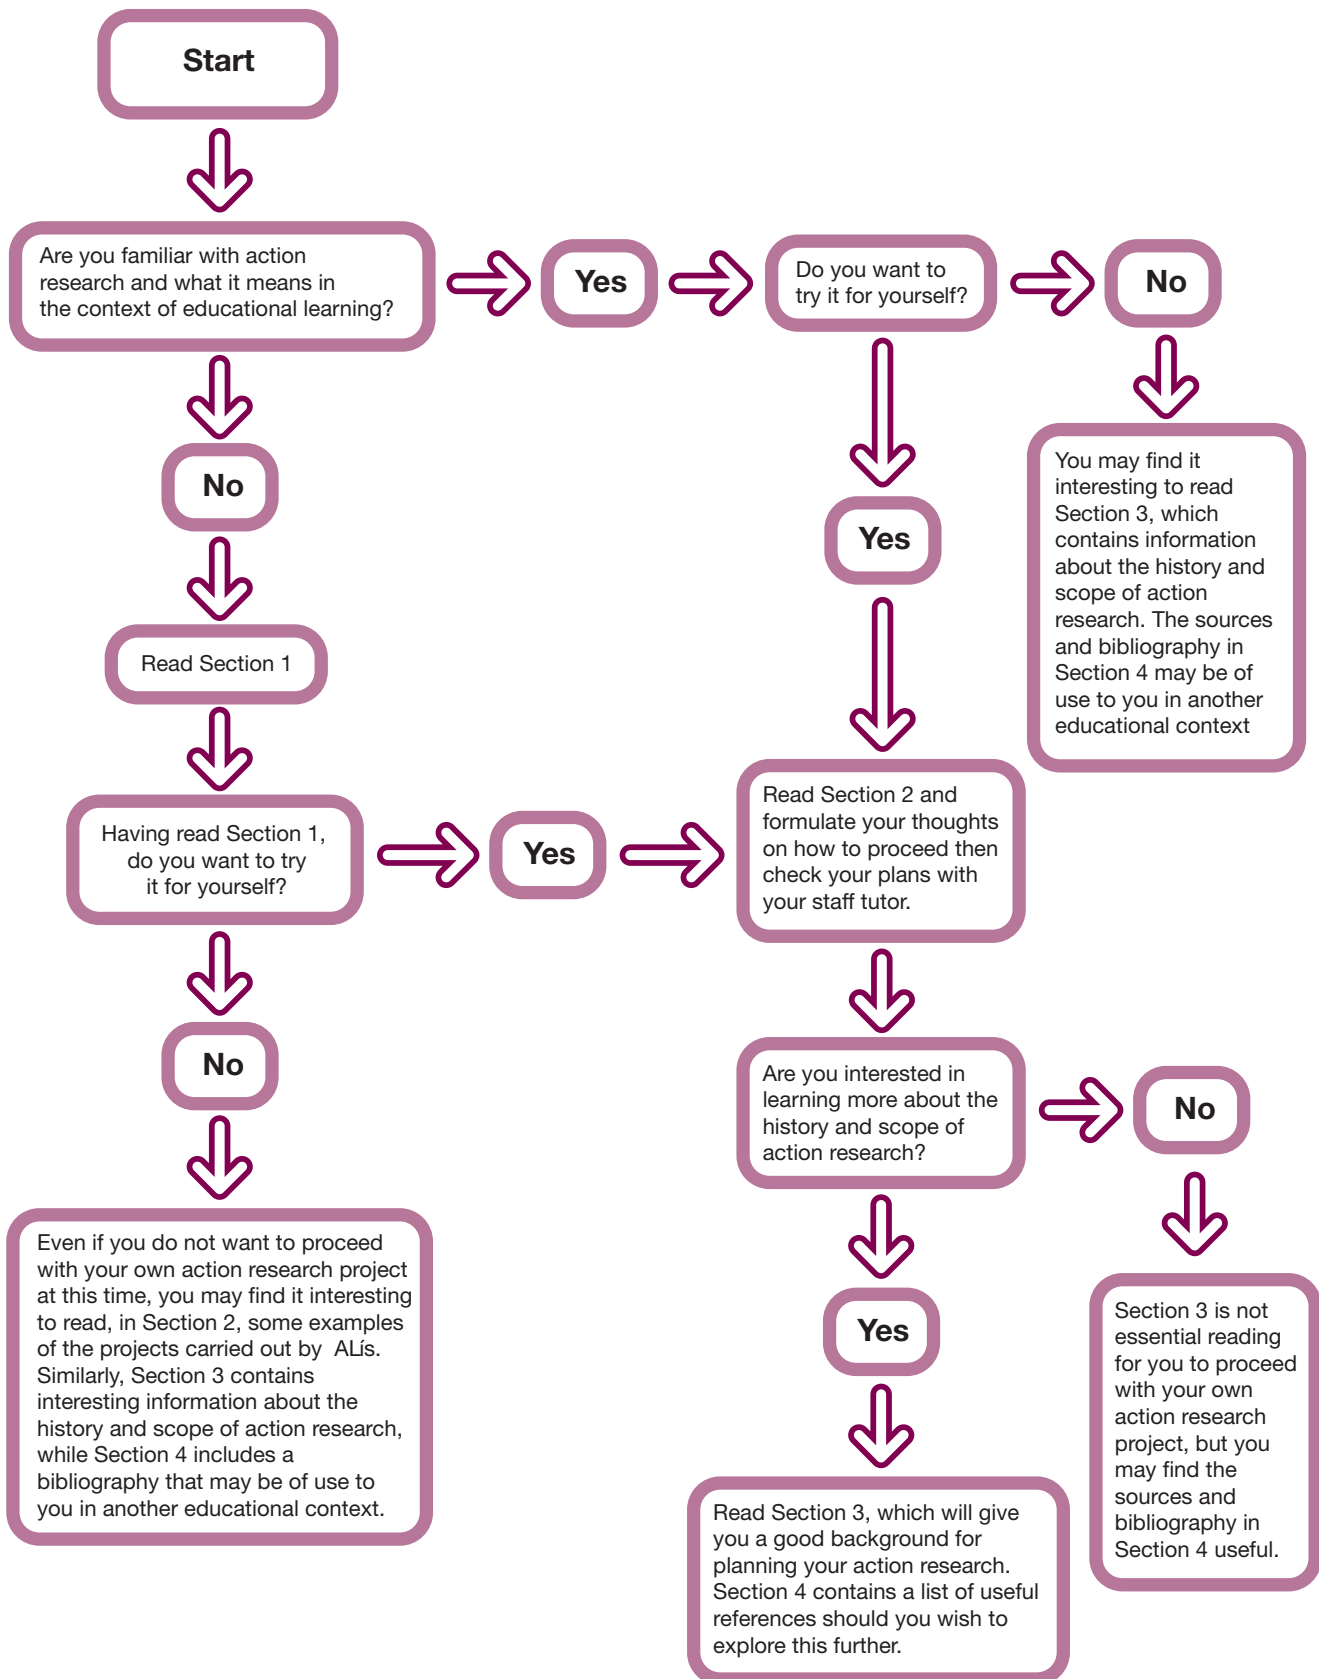 Start
Are you familiar with action
research and what it means in
the context of educational learning?
Yes
Do you want to
try it for yourself?
No
You may find it
interesting to read
Section 3, which
contains information
about the history and
scope of action
research. The sources
and bibliography in
Section 4 may be of
use to you in another
educational context
No
Yes
Read Section 1
Having read Section 1,
do you want to try
it for yourself?
Yes
Read Section 2 and
formulate your thoughts
on how to proceed then
check your plans with
your staff tutor.
No
Even if you do not want to proceed
with your own action research project
at this time, you may find it interesting
to read, in Section 2, some examples
of the projects carried out by  ALís.
Similarly, Section 3 contains
interesting information about the
history and scope of action research,
while Section 4 includes a
bibliography that may be of use to
you in another educational context.
Are you interested in
learning more about the
history and scope of
action research?
No
Section 3 is not
essential reading
for you to proceed
with your own
action research
project, but you
may find the
sources and
bibliography in
Section 4 useful.
Yes
Read Section 3, which will give
you a good background for
planning your action research.
Section 4 contains a list of useful
references should you wish to
explore this further.